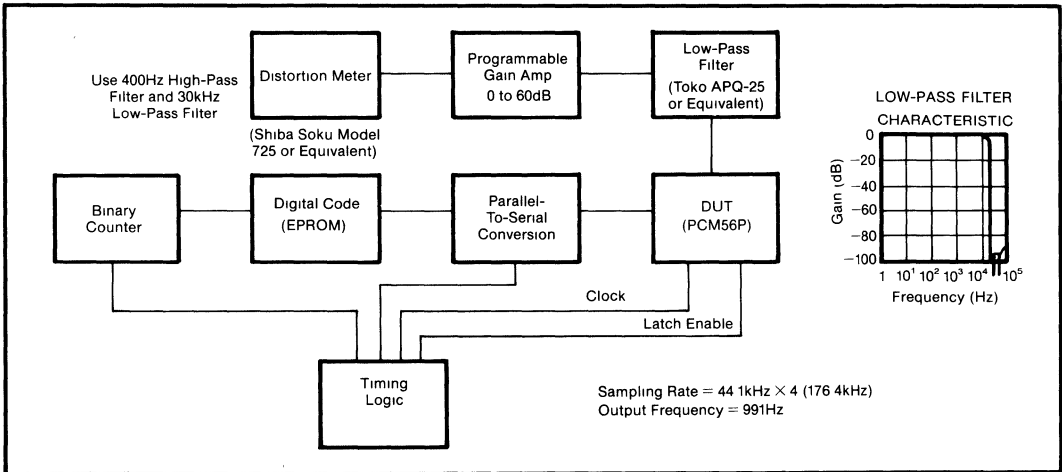 Use 400Hz High-Pass
Filter and 30kHz
Low-Pass Filter
Distortion Meter
(Shiba Soku Model
725 or Equivalent)
Programmable
Gain Amp
0 to 60dB
Low-Pass
Filter
(Toko APQ-25
or Equivalent)
LOW-PASS FILTER
CHARACTERISTIC
Gain (dB)
0
−20
−40
−60
−80
−100
1 10¹ 10² 10³ 10⁴ 10⁵
Frequency (Hz)
Binary
Counter
Digital Code
(EPROM)
Parallel-
To-Serial
Conversion
DUT
(PCM56P)
Clock
Latch Enable
Timing
Logic
Sampling Rate = 44 1kHz × 4 (176 4kHz)
Output Frequency = 991Hz